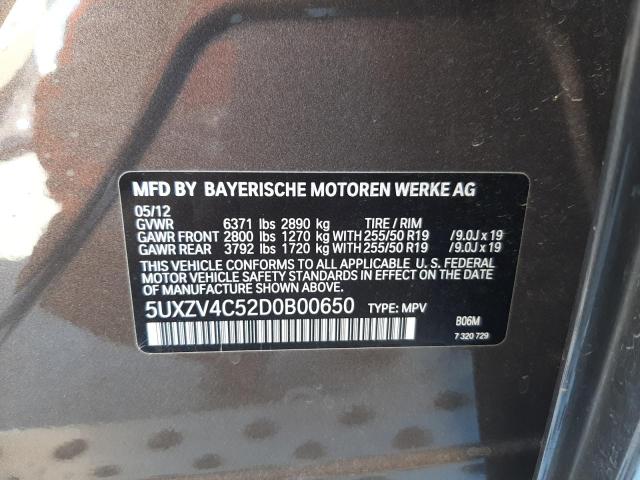 MFD BY BAYERISCHE MOTOREN WERKE AG
05/12
GVWR 6371 lbs 2890 kg TIRE / RIM
GAWR FRONT 2800 lbs 1270 kg WITH 255/50 R19 /9.0J x 19
GAWR REAR 3792 lbs 1720 kg WITH 255/50 R19 /9.0J x 19
THIS VEHICLE CONFORMS TO ALL APPLICABLE U. S. FEDERAL
MOTOR VEHICLE SAFETY STANDARDS IN EFFECT ON THE DATE
OF MANUFACTURE SHOWN ABOVE.
5UXZV4C52D0B00650 TYPE: MPV
B06M
7 320 729